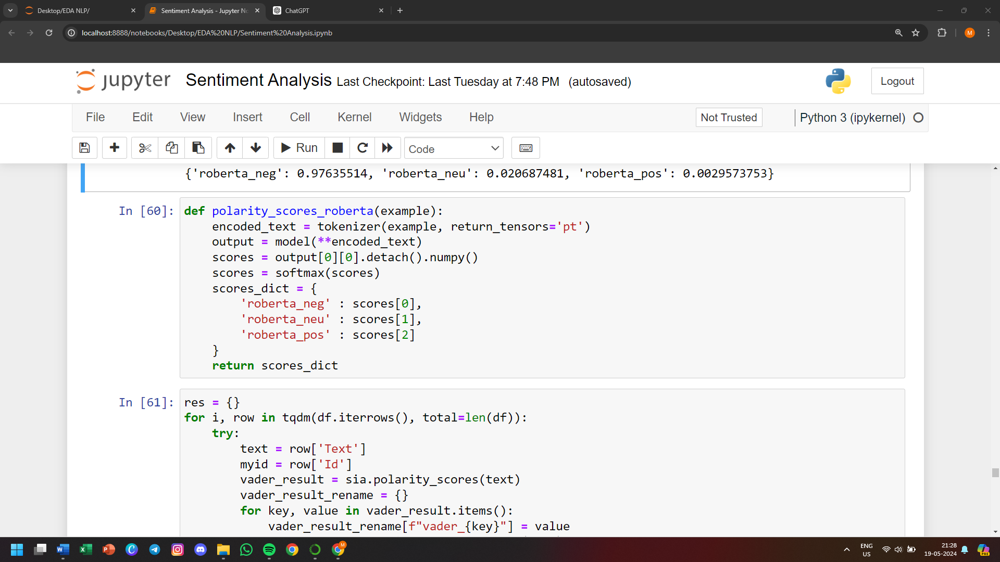 Desktop/EDA NLP/
Sentiment Analysis - Jupyter No
ChatGPT
localhost:8888/notebooks/Desktop/EDA%20NLP/Sentiment%20Analysis.ipynb
M
jupyter
Sentiment Analysis Last Checkpoint: Last Tuesday at 7:48 PM (autosaved)
Logout
File Edit View Insert Cell Kernel Widgets Help
Not Trusted
Python 3 (ipykernel)
Run
Code
{'roberta_neg': 0.97635514, 'roberta_neu': 0.020687481, 'roberta_pos': 0.0029573753}
In [60]:
def polarity_scores_roberta(example):
    encoded_text = tokenizer(example, return_tensors='pt')
    output = model(**encoded_text)
    scores = output[0][0].detach().numpy()
    scores = softmax(scores)
    scores_dict = {
        'roberta_neg' : scores[0],
        'roberta_neu' : scores[1],
        'roberta_pos' : scores[2]
    }
    return scores_dict
In [61]:
res = {}
for i, row in tqdm(df.iterrows(), total=len(df)):
    try:
        text = row['Text']
        myid = row['Id']
        vader_result = sia.polarity_scores(text)
        vader_result_rename = {}
        for key, value in vader_result.items():
            vader_result_rename[f"vader_{key}"] = value
ENG
US
21:28
19-05-2024
M
PRE